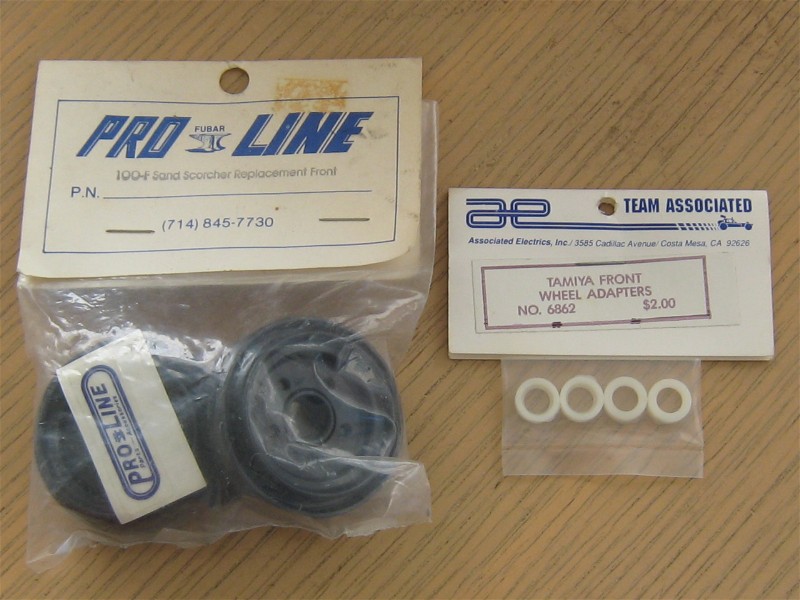 PRO FUBAR LINE
100-F Sand Scorcher Replacement Front
P.N.
(714) 845-7730
PRO LINE
ae TEAM ASSOCIATED
Associated Electrics, Inc./ 3585 Cadillac Avenue/ Costa Mesa, CA 92626
TAMIYA FRONT
WHEEL ADAPTERS
NO. 6862 $2.00